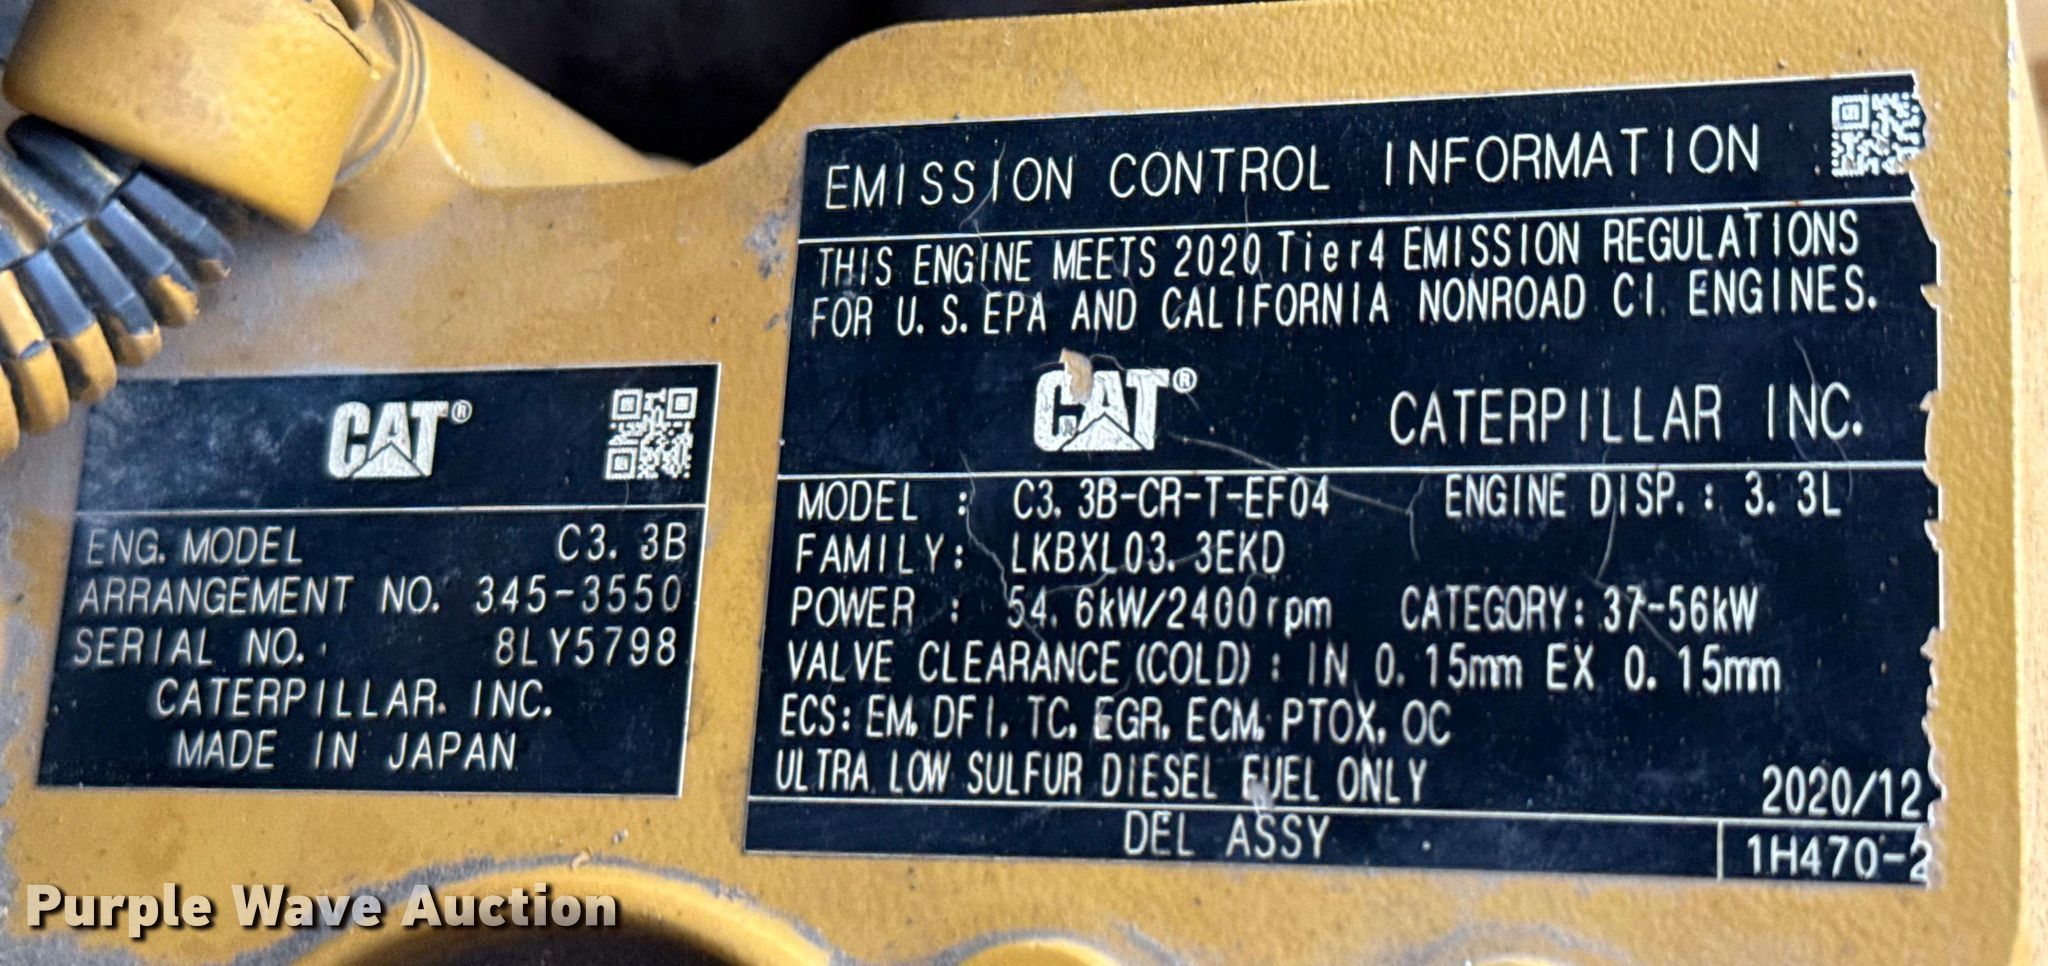 CAT®
ENG. MODEL C3.3B
ARRANGEMENT NO. 345-3550
SERIAL NO. 8LY5798
CATERPILLAR. INC.
MADE IN JAPAN
EMISSION CONTROL INFORMATION
THIS ENGINE MEETS 2020 Tier4 EMISSION REGULATIONS
FOR U.S.EPA AND CALIFORNIA NONROAD CI ENGINES.
CAT® CATERPILLAR INC.
MODEL : C3.3B-CR-T-EF04 ENGINE DISP.: 3.3L
FAMILY: LKBXL03.3EKD
POWER : 54.6kW/2400rpm CATEGORY: 37-56kW
VALVE CLEARANCE (COLD) : IN 0.15mm EX 0.15mm
ECS: EM, DFI, TC, EGR, ECM, PTOX, OC
ULTRA LOW SULFUR DIESEL FUEL ONLY
2020/12
DEL ASSY
1H470-2
Purple Wave Auction